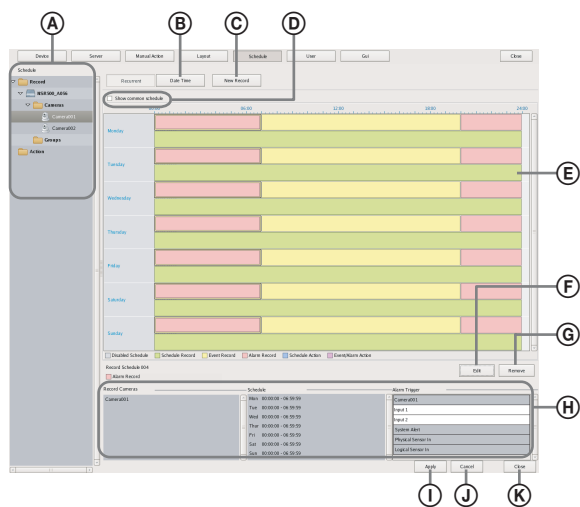 A B C D
Device Server Manual Action Layout Schedule User Gui Close
Schedule
Record
NSR500_A056
Cameras
Camera001
Camera002
Groups
Action
Recurrent Date Time New Record
Show common schedule
06:00 12:00 18:00 24:00
Monday
Tuesday
E
Wednesday
Thursday
Friday
F
Saturday
G
Sunday
Disabled Schedule Schedule Record Event Record Alarm Record Schedule Action Event/Alarm Action
Record Schedule 004
Edit Remove
Alarm Record
Record Cameras Schedule Alarm Trigger
Camera001 Mon 00:00:00 - 06:59:59 Camera001
H
Tue 00:00:00 - 06:59:59 Input 1
Wed 00:00:00 - 06:59:59 Input 2
Thur 00:00:00 - 06:59:59
Fri 00:00:00 - 06:59:59 System Alert
Sat 00:00:00 - 06:59:59 Physical Sensor In
Sun 00:00:00 - 06:59:59 Logical Sensor In
Apply Cancel Close
I J K